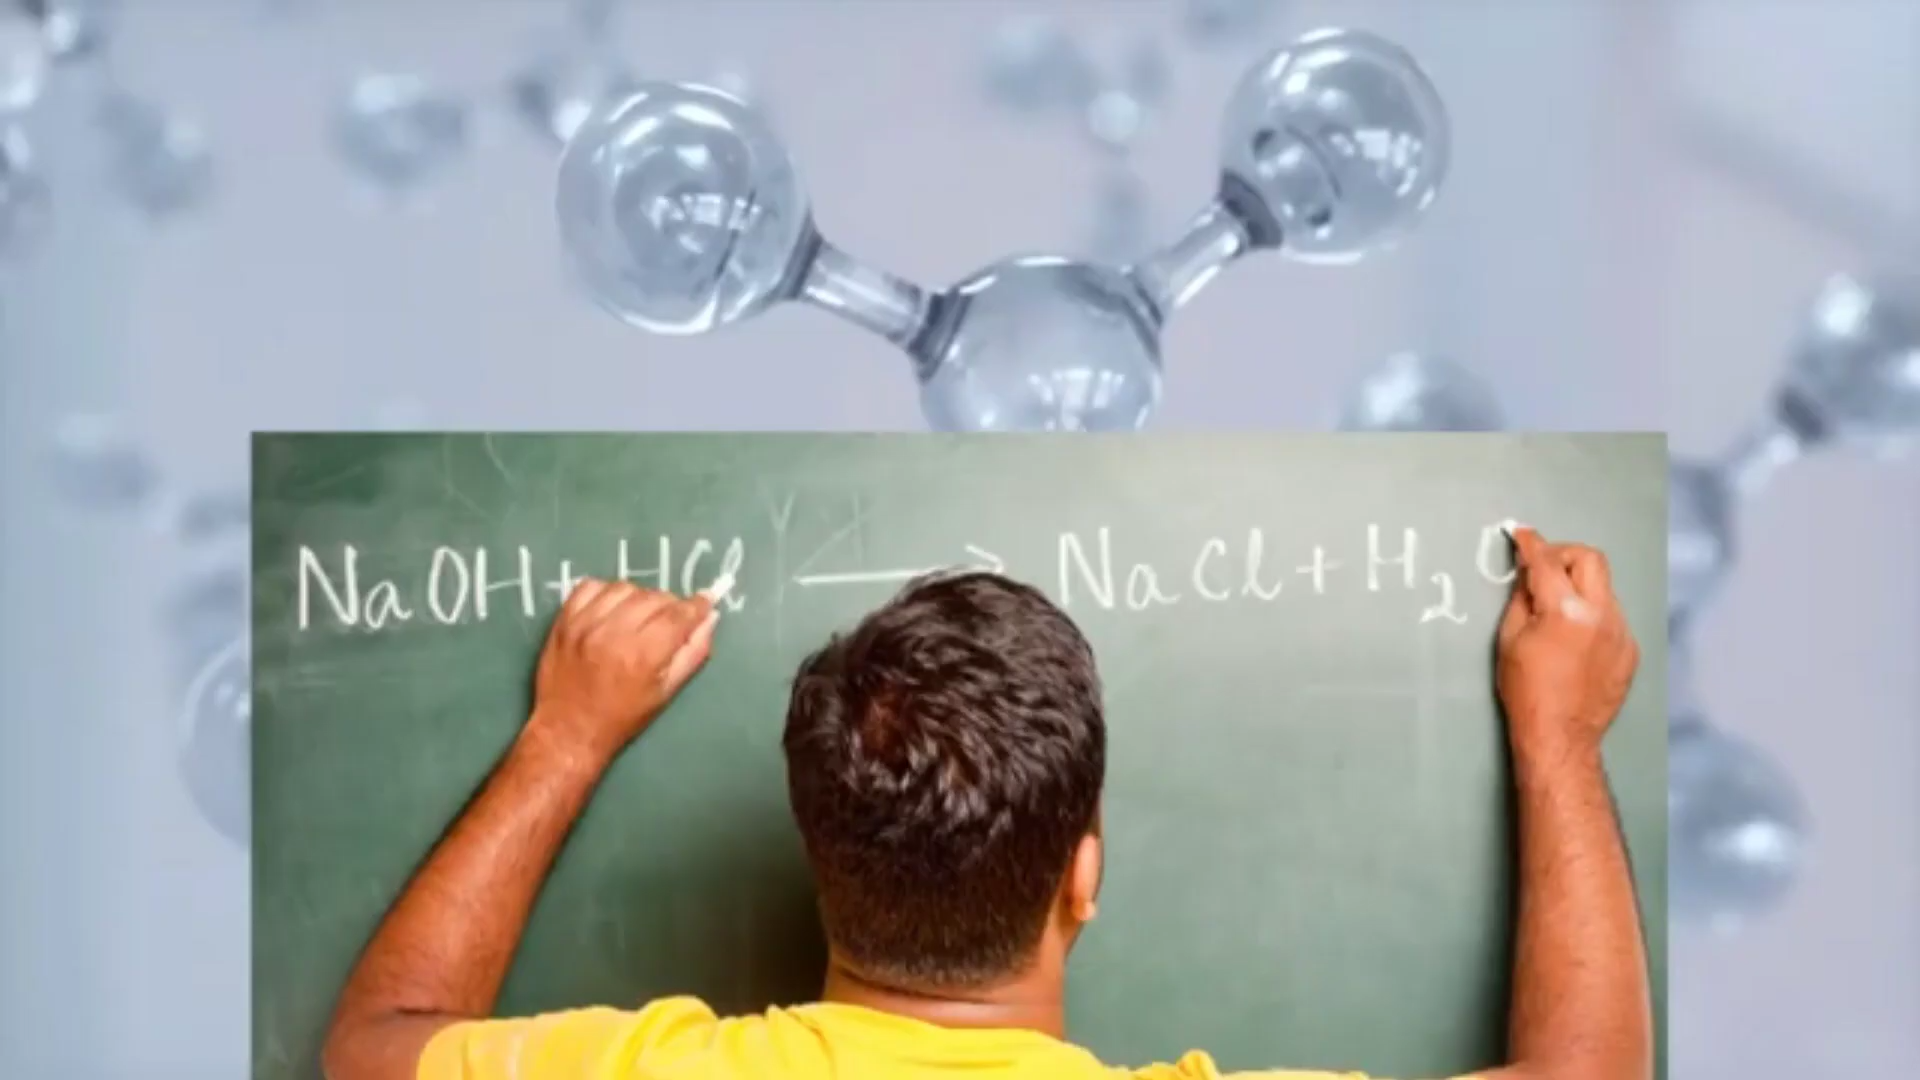 NaOH + HCl → NaCl + H₂O